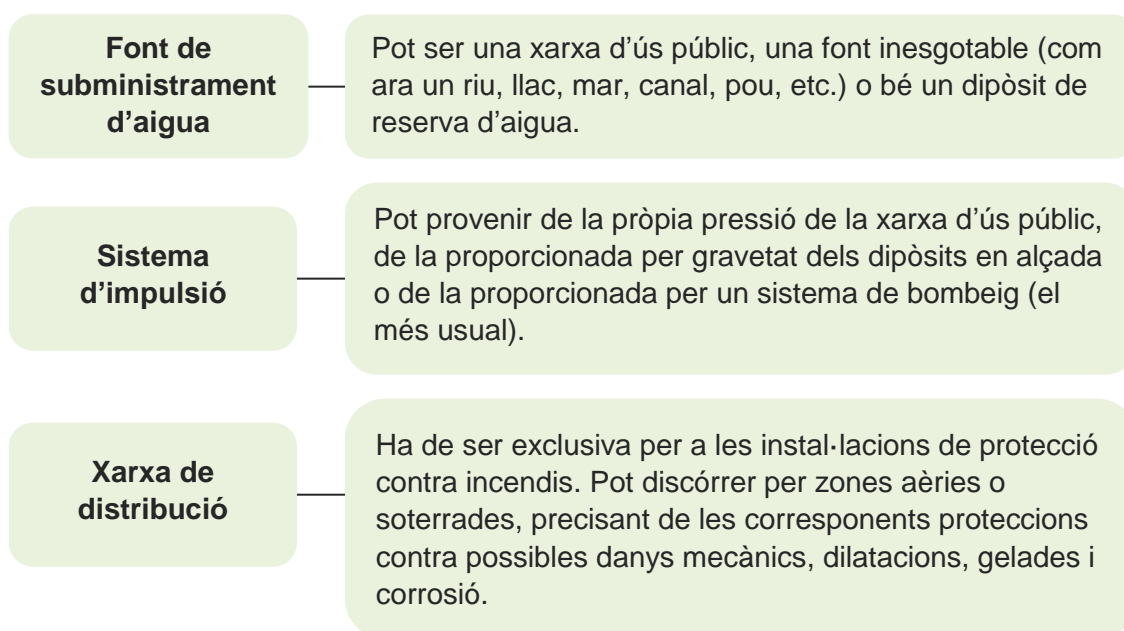 Font de
subministrament
d’aigua
Pot ser una xarxa d’ús públic, una font inesgotable (com
ara un riu, llac, mar, canal, pou, etc.) o bé un dipòsit de
reserva d’aigua.
Sistema
d’impulsió
Pot provenir de la pròpia pressió de la xarxa d’ús públic,
de la proporcionada per gravetat dels dipòsits en alçada
o de la proporcionada per un sistema de bombeig (el
més usual).
Xarxa de
distribució
Ha de ser exclusiva per a les instal·lacions de protecció
contra incendis. Pot discórrer per zones aèries o
soterrades, precisant de les corresponents proteccions
contra possibles danys mecànics, dilatacions, gelades i
corrosió.